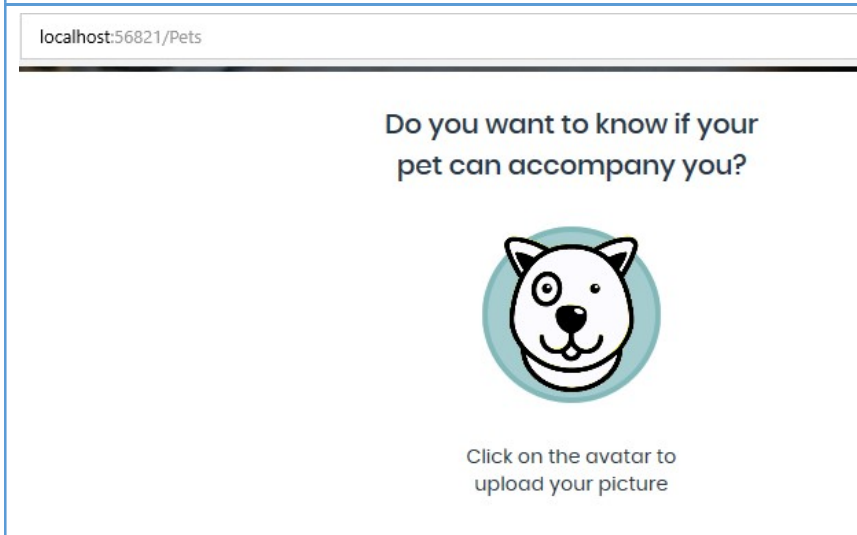 localhost:56821/Pets
Do you want to know if your
pet can accompany you?
Click on the avatar to
upload your picture